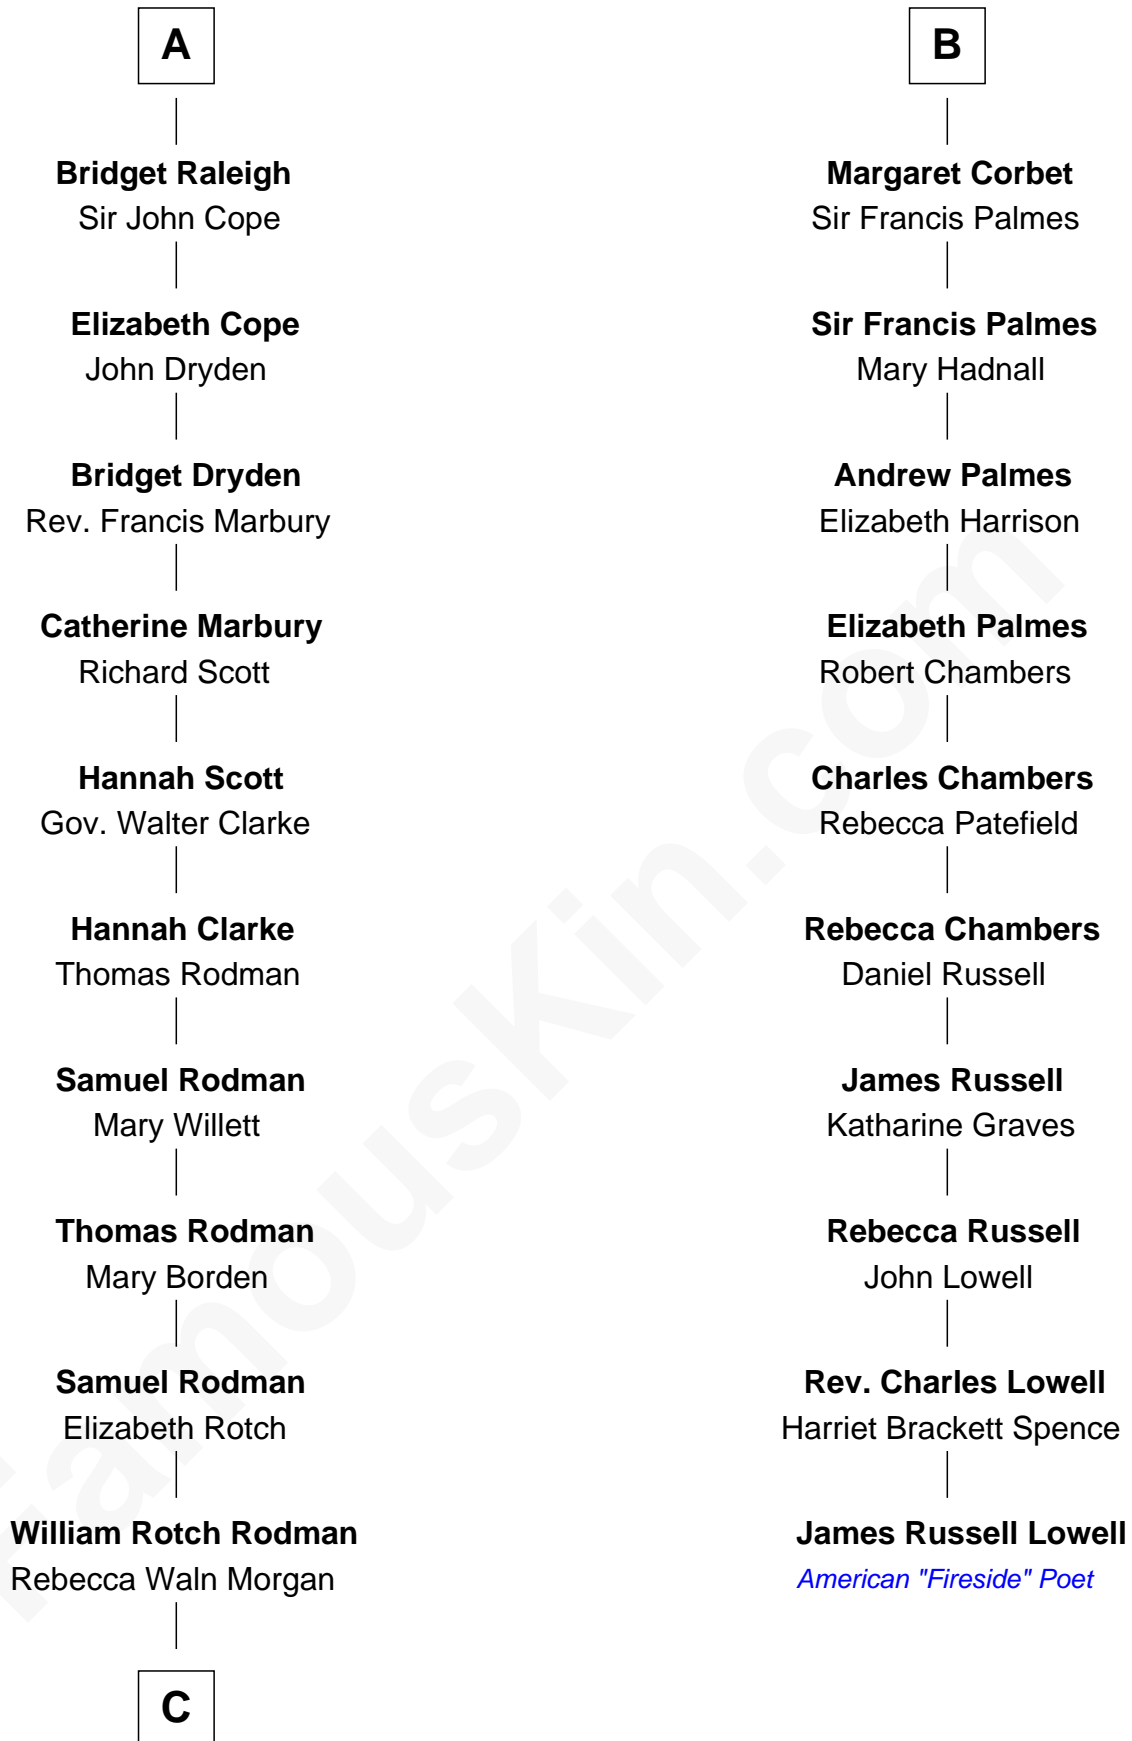 A
Bridget Raleigh
Sir John Cope
Elizabeth Cope
John Dryden
Bridget Dryden
Rev. Francis Marbury
Catherine Marbury
Richard Scott
Hannah Scott
Gov. Walter Clarke
Hannah Clarke
Thomas Rodman
Samuel Rodman
Mary Willett
Thomas Rodman
Mary Borden
Samuel Rodman
Elizabeth Rotch
William Rotch Rodman
Rebecca Waln Morgan
C
B
Margaret Corbet
Sir Francis Palmes
Sir Francis Palmes
Mary Hadnall
Andrew Palmes
Elizabeth Harrison
Elizabeth Palmes
Robert Chambers
Charles Chambers
Rebecca Patefield
Rebecca Chambers
Daniel Russell
James Russell
Katharine Graves
Rebecca Russell
John Lowell
Rev. Charles Lowell
Harriet Brackett Spence
James Russell Lowell
American "Fireside" Poet
FamousKin.com